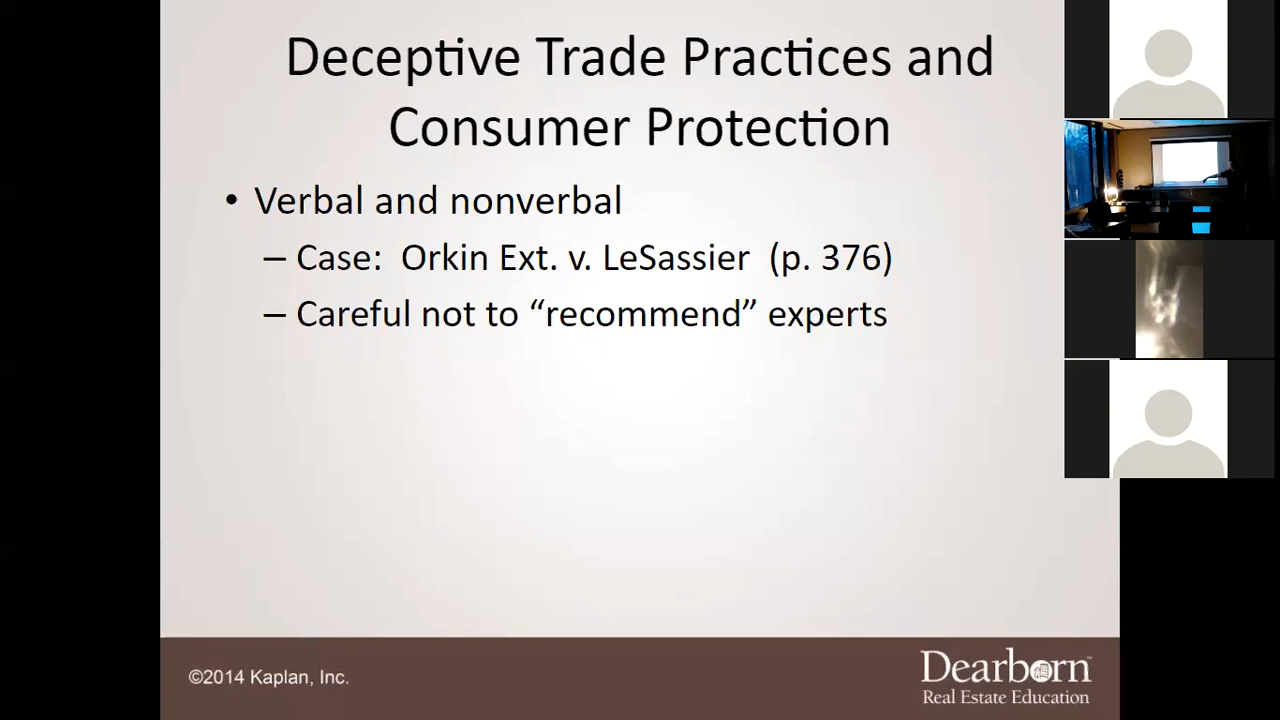 Deceptive Trade Practices and
Consumer Protection
• Verbal and nonverbal
– Case:  Orkin Ext. v. LeSassier  (p. 376)
– Careful not to “recommend” experts
©2014 Kaplan, Inc.
Dearborn™
Real Estate Education